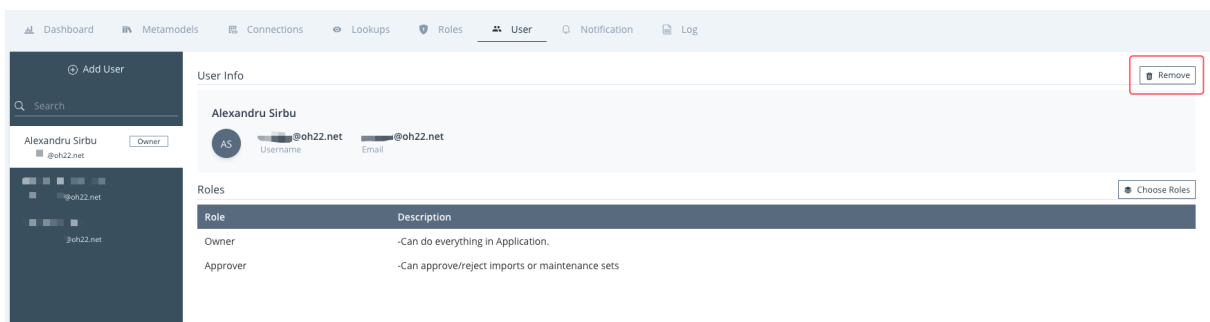 Dashboard Metamodels Connections Lookups Roles User Notification Log
Add User
Search
Alexandru Sirbu Owner
@oh22.net
@oh22.net
@oh22.net
User Info Remove
Alexandru Sirbu
AS @oh22.net @oh22.net
Username Email
Roles Choose Roles
Role Description
Owner -Can do everything in Application.
Approver -Can approve/reject imports or maintenance sets